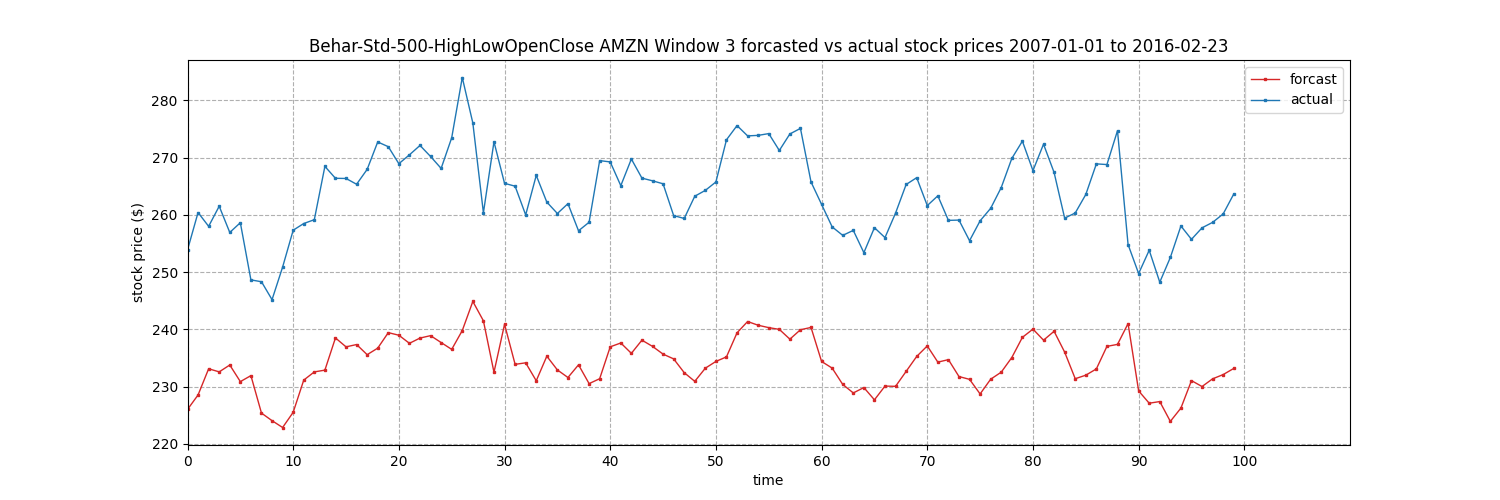 Behar-Std-500-HighLowOpenClose AMZN Window 3 forcasted vs actual stock prices 2007-01-01 to 2016-02-23
forcast
actual
stock price ($)
280
270
260
250
240
230
220
0 10 20 30 40 50 60 70 80 90 100
time